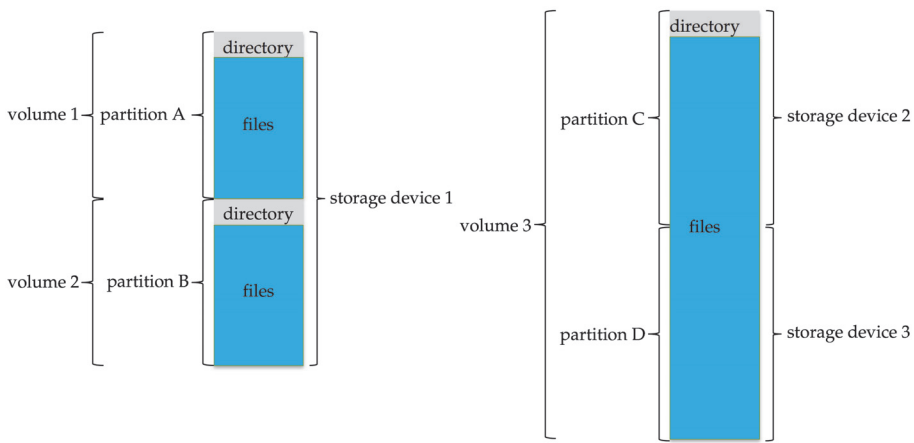 directory
volume 1
partition A
files
storage device 1
directory
volume 2
partition B
files
directory
partition C
storage device 2
volume 3
files
partition D
storage device 3